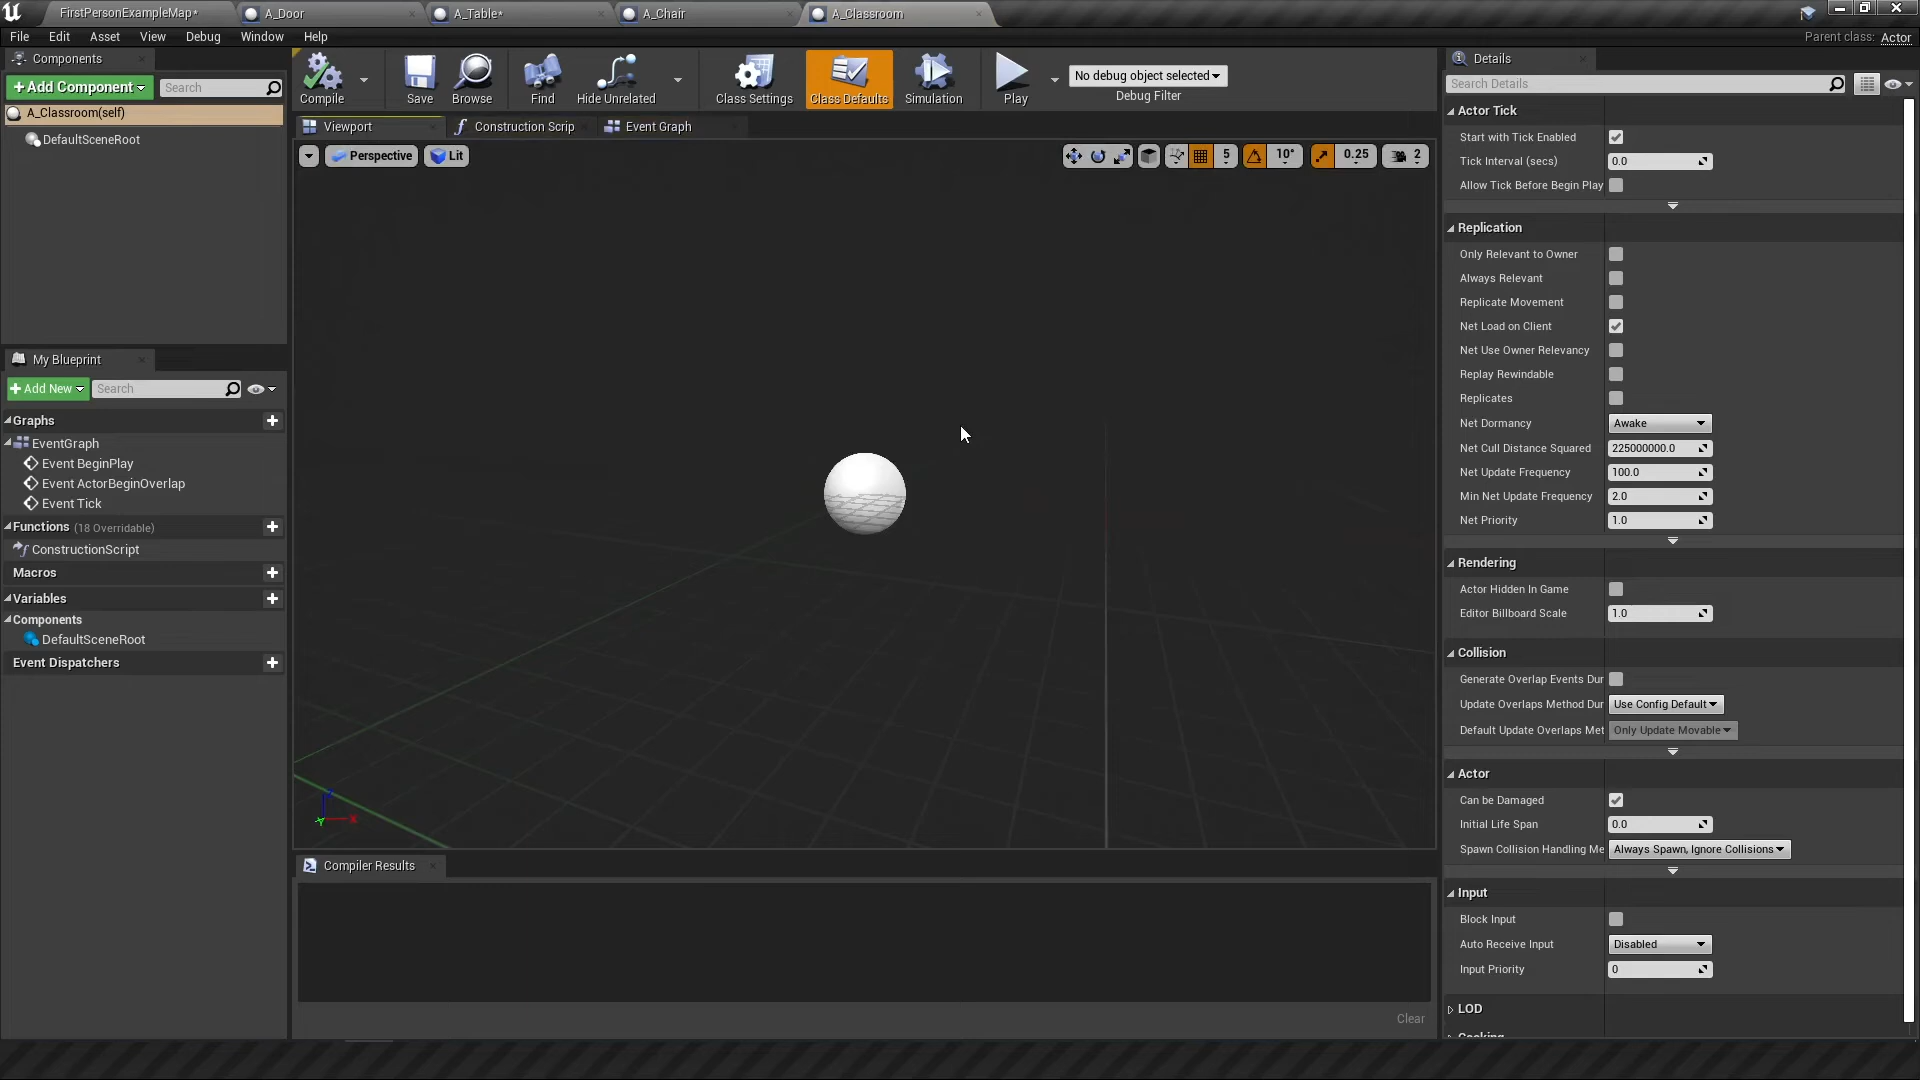 FirstPersonExampleMap*
A_Door
A_Table*
A_Chair
A_Classroom
File Edit Asset View Debug Window Help
Parent class: Actor
Components
+Add Component
Search
A_Classroom(self)
DefaultSceneRoot
My Blueprint
+Add New
Search
Graphs
EventGraph
Event BeginPlay
Event ActorBeginOverlap
Event Tick
Functions (18 Overridable)
ConstructionScript
Macros
Variables
Components
DefaultSceneRoot
Event Dispatchers
Compile
Save
Browse
Find
Hide Unrelated
Class Settings
Class Defaults
Simulation
Play
No debug object selected
Debug Filter
Viewport
Construction Scrip
Event Graph
Perspective
Lit
5
10°
0.25
2
Z
Y
X
Compiler Results
Clear
Details
Search Details
Actor Tick
Start with Tick Enabled
Tick Interval (secs) 0.0
Allow Tick Before Begin Play
Replication
Only Relevant to Owner
Always Relevant
Replicate Movement
Net Load on Client
Net Use Owner Relevancy
Replay Rewindable
Replicates
Net Dormancy Awake
Net Cull Distance Squared 225000000.0
Net Update Frequency 100.0
Min Net Update Frequency 2.0
Net Priority 1.0
Rendering
Actor Hidden In Game
Editor Billboard Scale 1.0
Collision
Generate Overlap Events Dur
Update Overlaps Method Dur Use Config Default
Default Update Overlaps Met Only Update Movable
Actor
Can be Damaged
Initial Life Span 0.0
Spawn Collision Handling Me Always Spawn, Ignore Collisions
Input
Block Input
Auto Receive Input Disabled
Input Priority 0
LOD